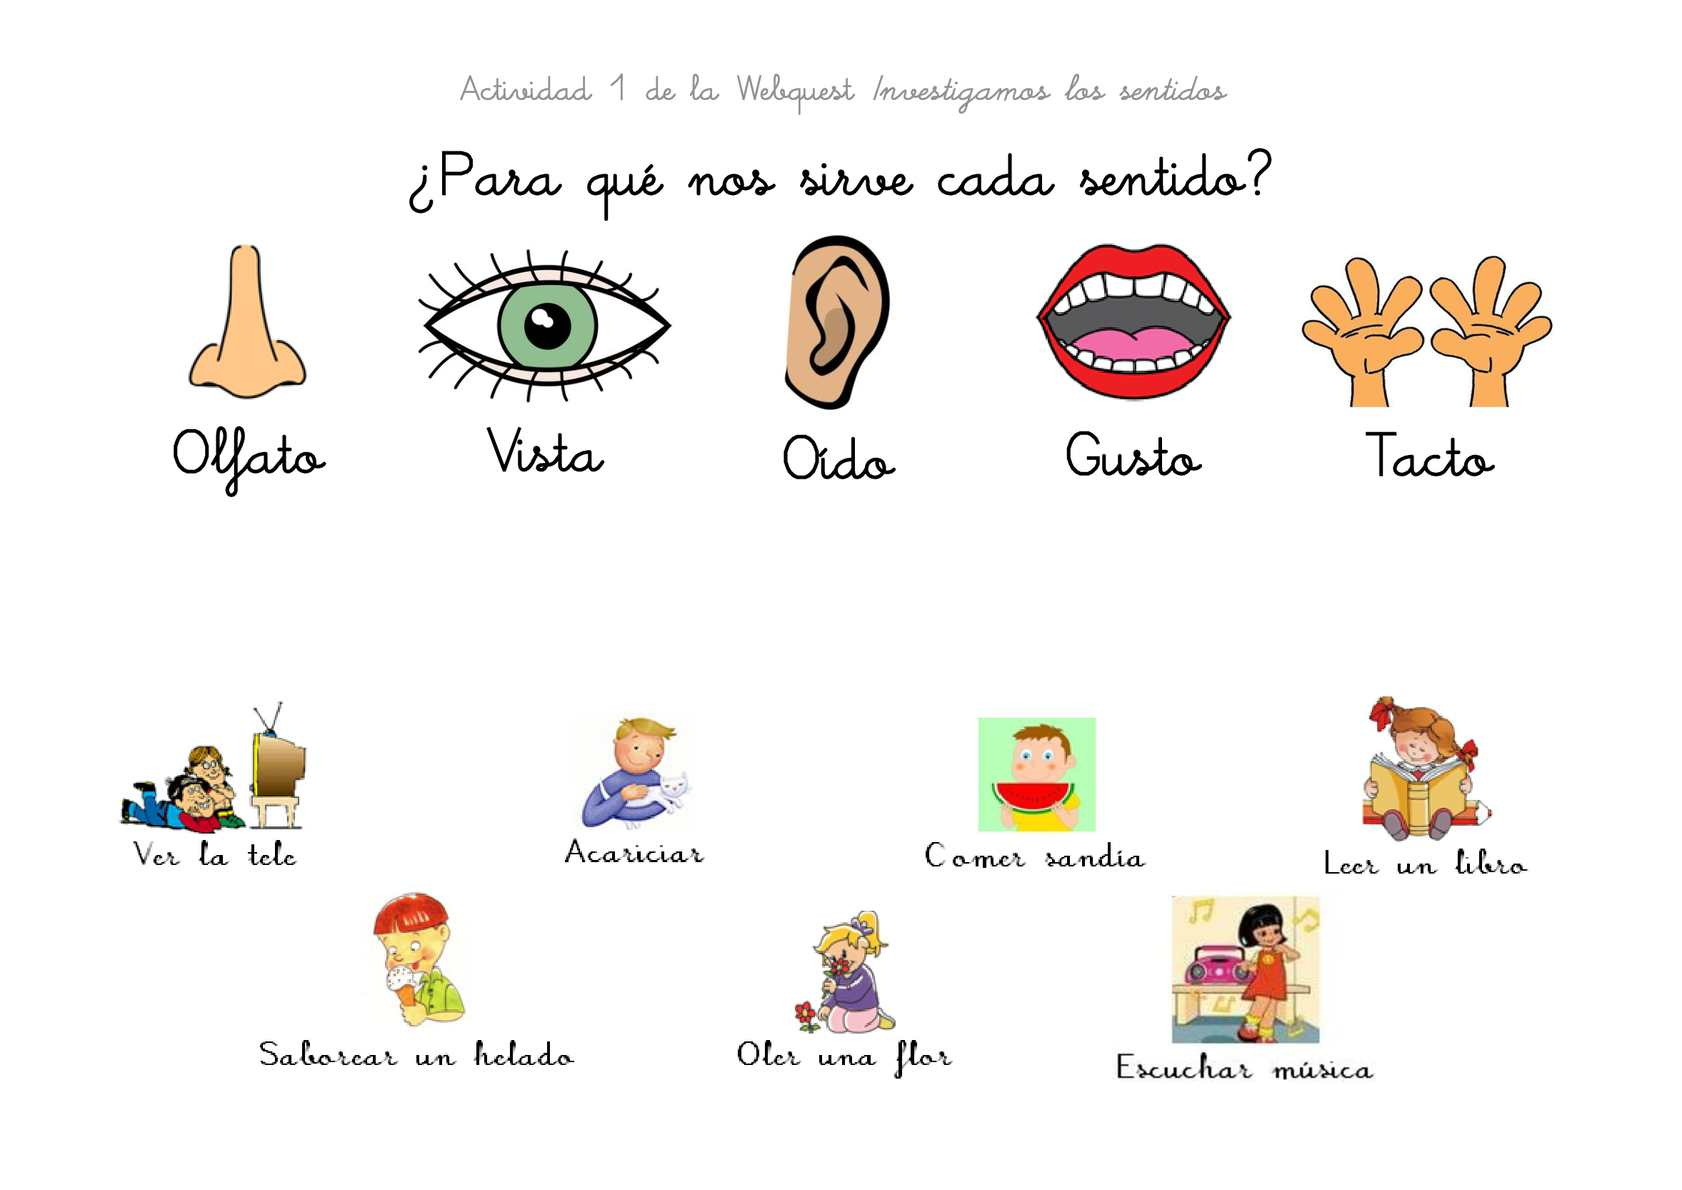 Actividad 1 de la Webquest Investigamos los sentidos
¿Para qué nos sirve cada sentido?
Olfato Vista Oído Gusto Tacto
Ver la tele Acariciar Comer sandía Leer un libro
Saborear un helado Oler una flor Escuchar música